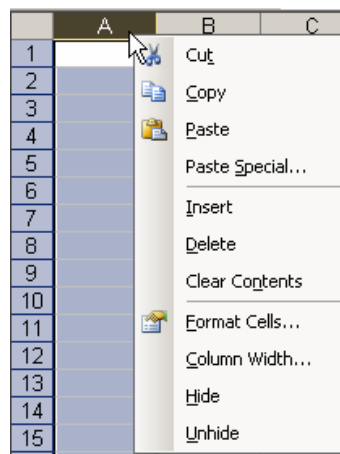 A B C
1 Cut
2 Copy
3
4 Paste
5 Paste Special...
6
7 Insert
8 Delete
9 Clear Contents
10
11 Format Cells...
12 Column Width...
13
14 Hide
15 Unhide